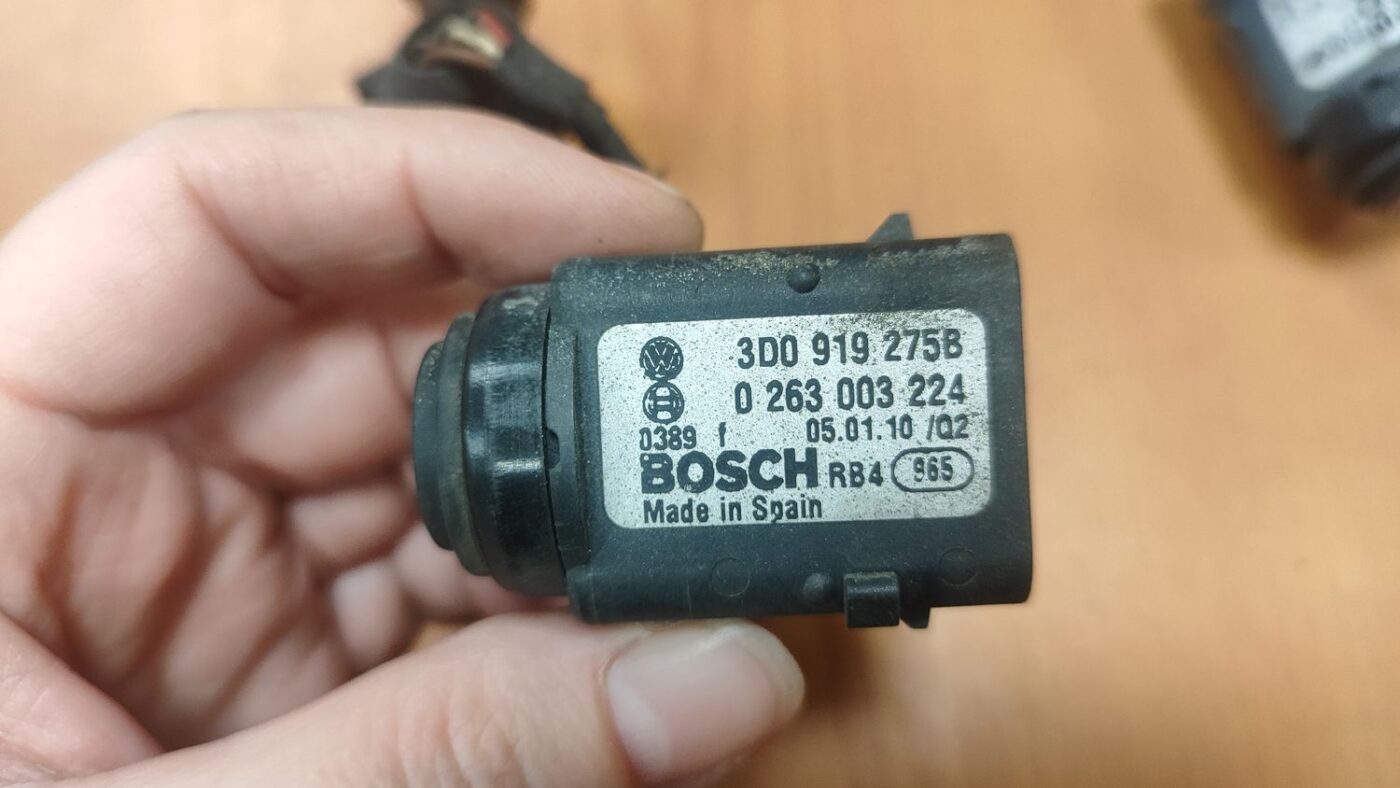 3D0 919 275B
0 263 003 224
0389 f 05.01.10 /Q2
BOSCH RB4 965
Made in Spain